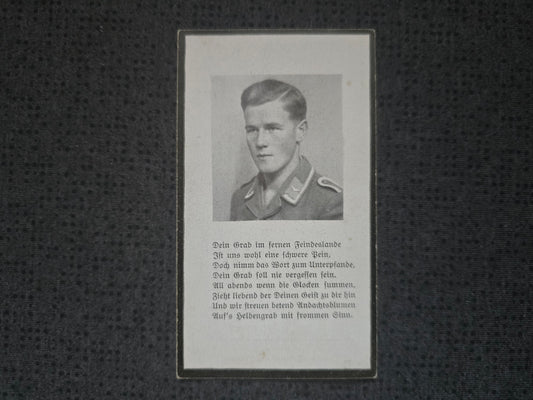 Dein Grab im fernen Feindeslande
Ist uns wohl eine schwere Pein,
Doch nimm das Wort zum Unterpfande,
Dein Grab soll nie vergessen sein.
All abends wenn die Glocken summen,
Zieht liebend der Deinen Geist zu dir hin
Und wir streuen betend Andachtsblumen
Auf's Heldengrab mit frommen Sinn.